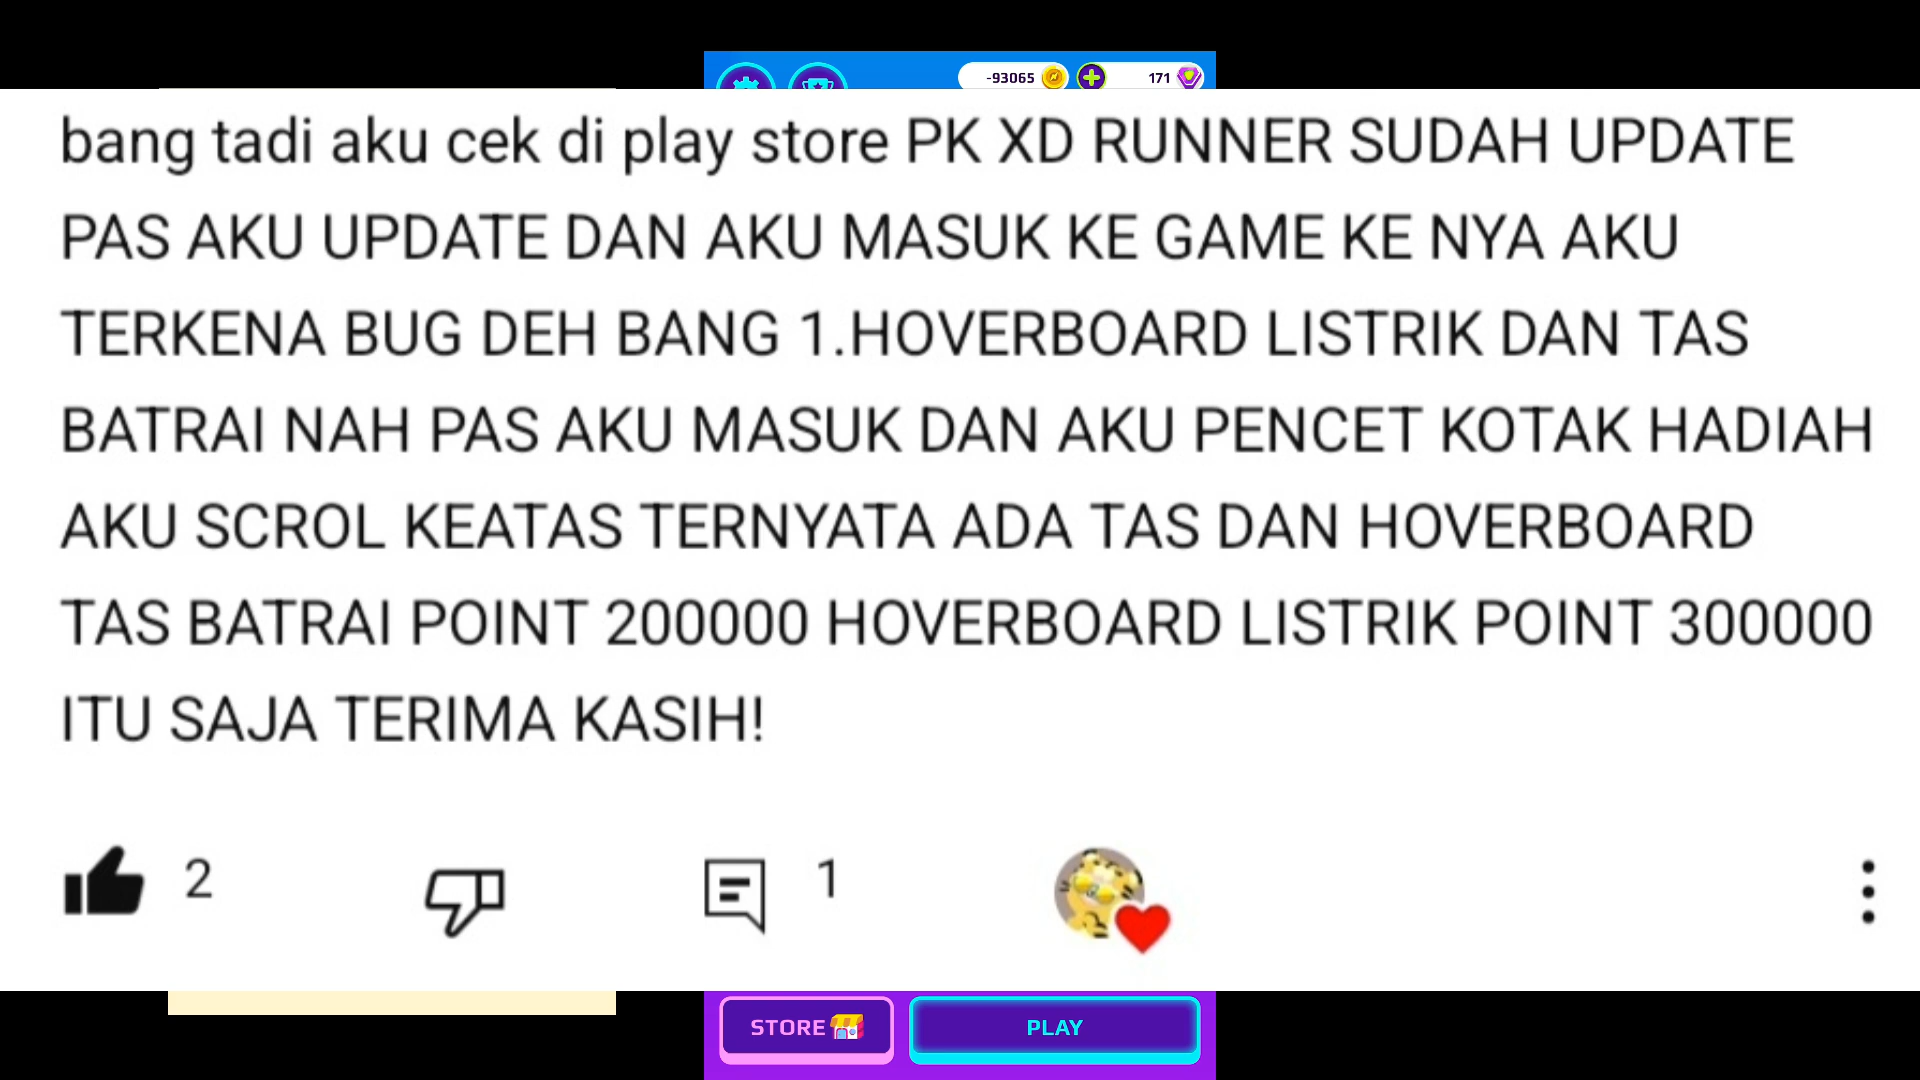 -93065 171
bang tadi aku cek di play store PK XD RUNNER SUDAH UPDATE
PAS AKU UPDATE DAN AKU MASUK KE GAME KE NYA AKU
TERKENA BUG DEH BANG 1.HOVERBOARD LISTRIK DAN TAS
BATRAI NAH PAS AKU MASUK DAN AKU PENCET KOTAK HADIAH
AKU SCROL KEATAS TERNYATA ADA TAS DAN HOVERBOARD
TAS BATRAI POINT 200000 HOVERBOARD LISTRIK POINT 300000
ITU SAJA TERIMA KASIH!
2 1
STORE PLAY